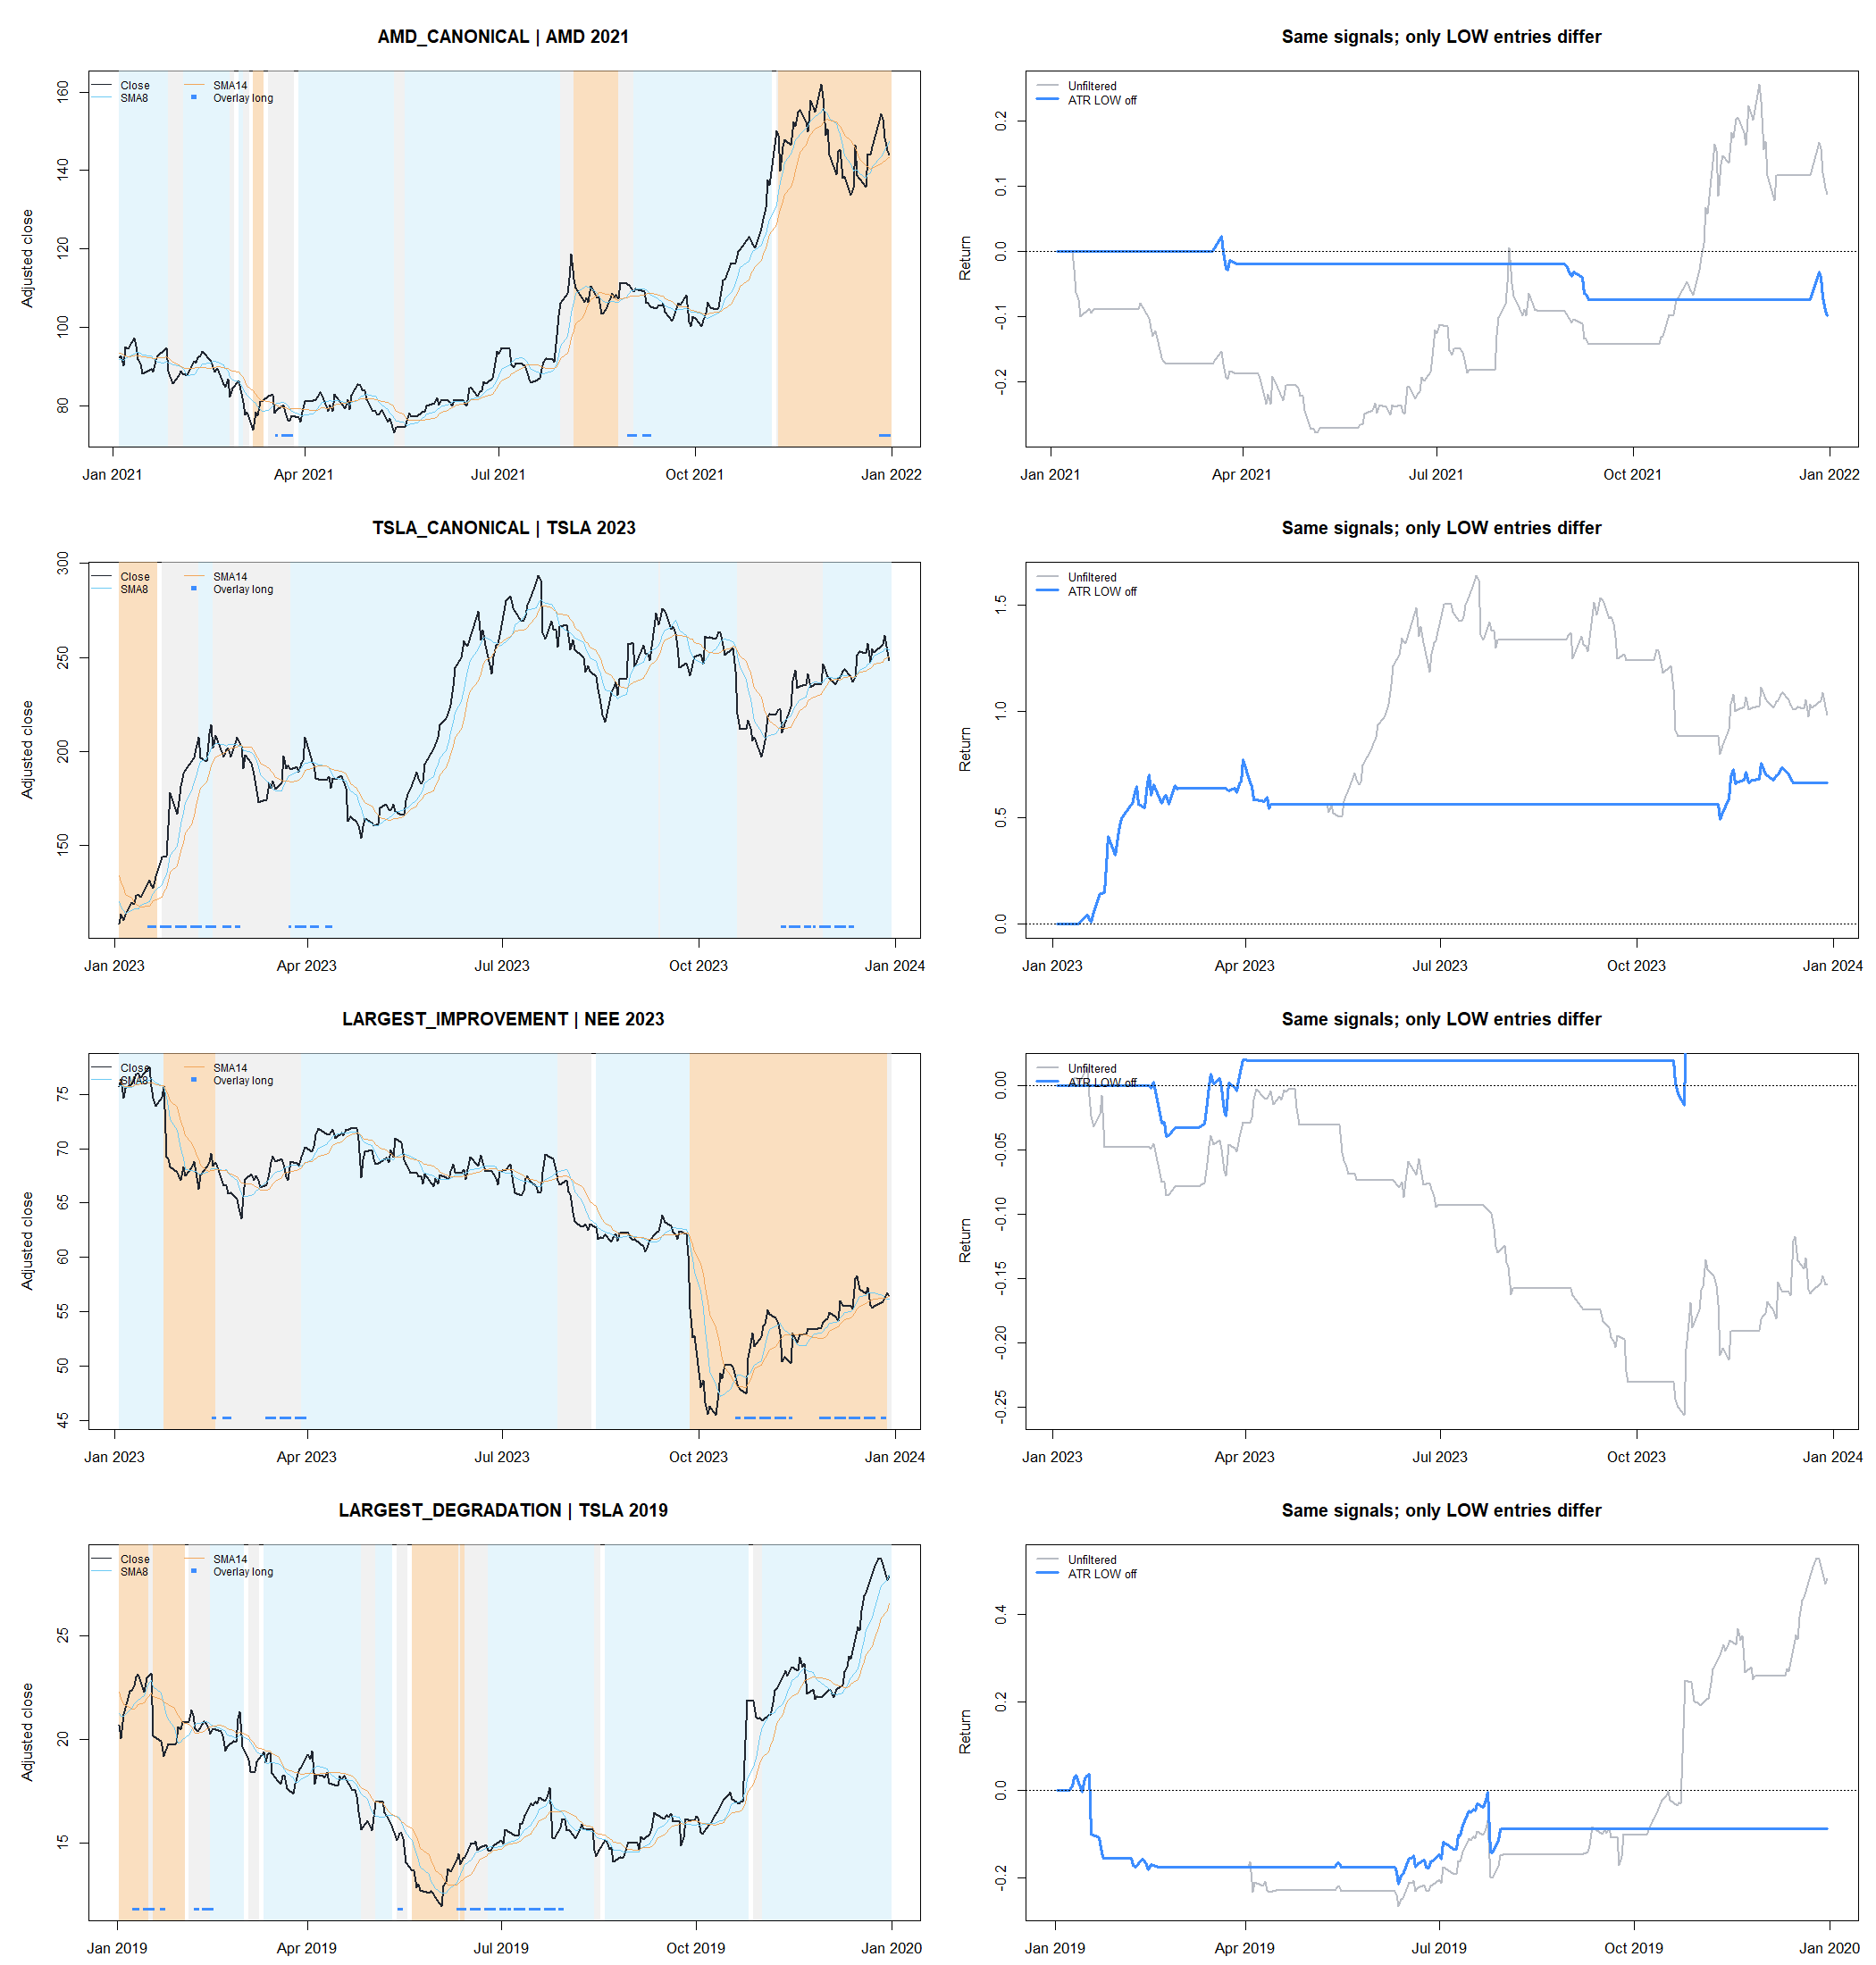 AMD_CANONICAL | AMD 2021
Close
SMA14
SMA8
Overlay long
Adjusted close
160
140
120
100
80
Jan 2021
Apr 2021
Jul 2021
Oct 2021
Jan 2022
Same signals; only LOW entries differ
Unfiltered
ATR LOW off
Return
0.2
0.1
0.0
-0.1
-0.2
Jan 2021
Apr 2021
Jul 2021
Oct 2021
Jan 2022
TSLA_CANONICAL | TSLA 2023
Close
SMA14
SMA8
Overlay long
Adjusted close
300
250
200
150
Jan 2023
Apr 2023
Jul 2023
Oct 2023
Jan 2024
Same signals; only LOW entries differ
Unfiltered
ATR LOW off
Return
1.5
1.0
0.5
0.0
Jan 2023
Apr 2023
Jul 2023
Oct 2023
Jan 2024
LARGEST_IMPROVEMENT | NEE 2023
Close
SMA14
SMA8
Overlay long
Adjusted close
75
70
65
60
55
50
45
Jan 2023
Apr 2023
Jul 2023
Oct 2023
Jan 2024
Same signals; only LOW entries differ
Unfiltered
ATR LOW off
Return
0.00
-0.05
-0.10
-0.15
-0.20
-0.25
Jan 2023
Apr 2023
Jul 2023
Oct 2023
Jan 2024
LARGEST_DEGRADATION | TSLA 2019
Close
SMA14
SMA8
Overlay long
Adjusted close
25
20
15
Jan 2019
Apr 2019
Jul 2019
Oct 2019
Jan 2020
Same signals; only LOW entries differ
Unfiltered
ATR LOW off
Return
0.4
0.2
0.0
-0.2
Jan 2019
Apr 2019
Jul 2019
Oct 2019
Jan 2020